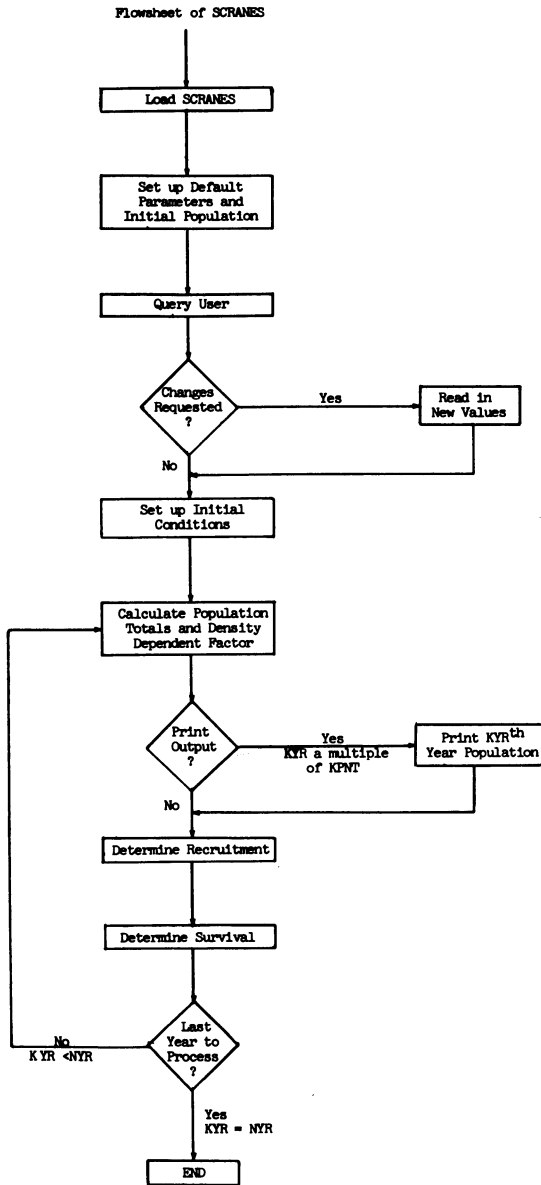 Flowsheet of SCRANES
Load SCRANES
Set up Default
Parameters and
Initial Population
Query User
Changes
Requested
?
Yes
Read in
New Values
No
Set up Initial
Conditions
Calculate Population
Totals and Density
Dependent Factor
Print
Output
?
Yes
KYR a multiple
of KPNT
Print KYRth
Year Population
No
Determine Recruitment
Determine Survival
Last
Year to
Process
?
No
KYR <NYR
Yes
KYR = NYR
END